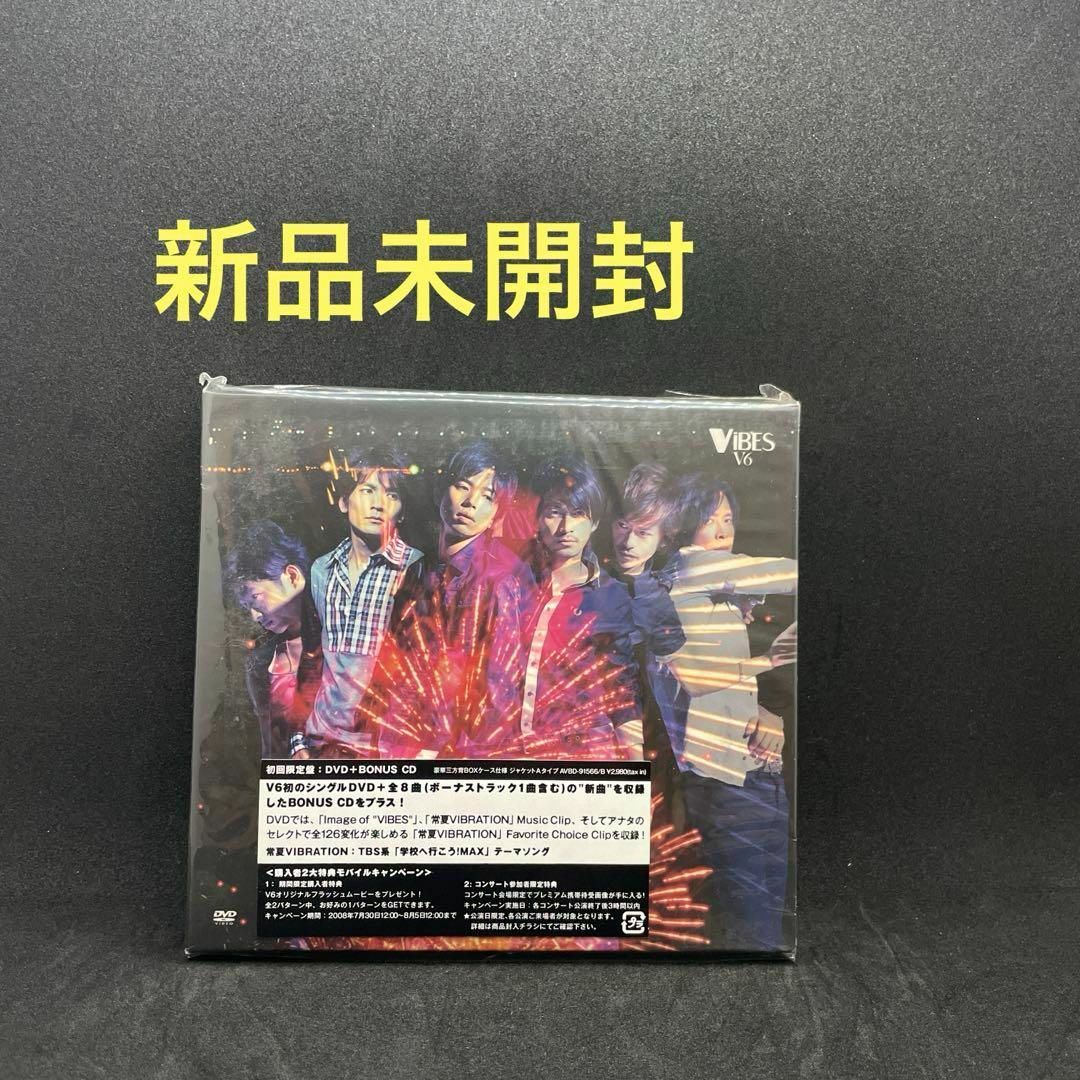 新品未開封
ViBES
V6
初回限定盤：DVD+BONUS CD 豪華三方背BOXケース仕様 ジャケットAタイプ AVBD-91566/B ¥2,980(tax in)
V6初のシングルDVD＋全8曲(ボーナストラック1曲含む)の"新曲"を収録
したBONUS CDをプラス！
DVDでは、「Image of "VIBES"」、「常夏VIBRATION」Music Clip、そしてアナタの
セレクトで全126変化が楽しめる「常夏VIBRATION」Favorite Choice Clipを収録！
常夏VIBRATION：TBS系「学校へ行こう!MAX」テーマソング
＜購入者2大特典モバイルキャンペーン＞
1：期間限定購入者特典
V6オリジナルフラッシュムービーをプレゼント！
全2パターン中、お好みの1パターンをGETできます。
キャンペーン期間：2008年7月30日12:00〜8月5日12:00まで
2：コンサート参加者限定特典
コンサート会場限定でプレミアム携帯待受画像が手に入る！
キャンペーン実施日：各コンサート公演終了後3時間以内
★公演日限定、各公演ご来場者が対象となります。
詳細は商品封入チラシにてご確認下さい。
プラ
DVD
VIDEO